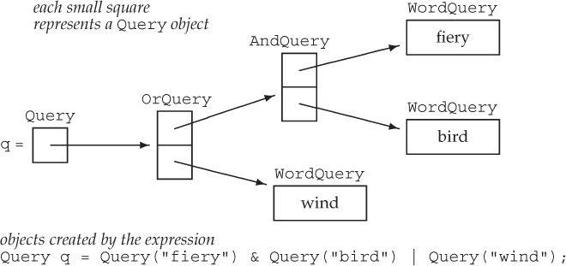 each small square
represents a Query object
WordQuery
fiery
AndQuery
OrQuery
WordQuery
Query
q =
bird
WordQuery
wind
objects created by the expression
Query q = Query("fiery") & Query("bird") | Query("wind");